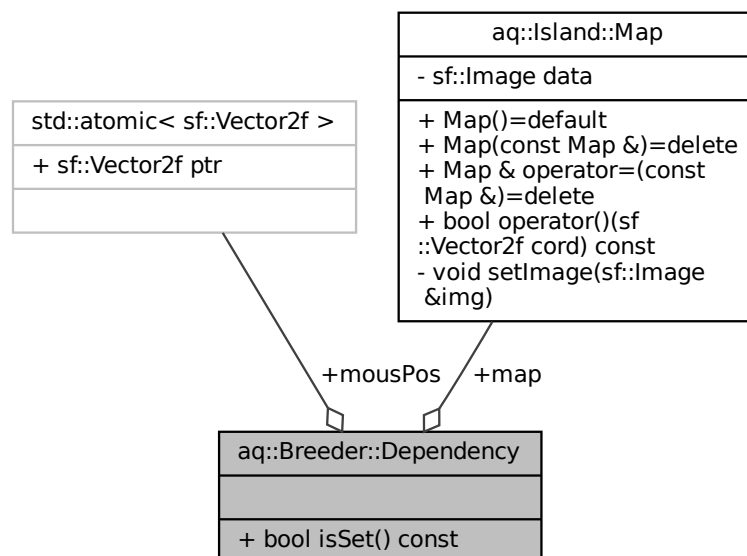 aq::Island::Map
- sf::Image data
+ Map()=default
+ Map(const Map &)=delete
+ Map & operator=(const
Map &)=delete
+ bool operator()(sf
::Vector2f cord) const
- void setImage(sf::Image
&img)
std::atomic< sf::Vector2f >
+ sf::Vector2f ptr
+mousPos
+map
aq::Breeder::Dependency
+ bool isSet() const